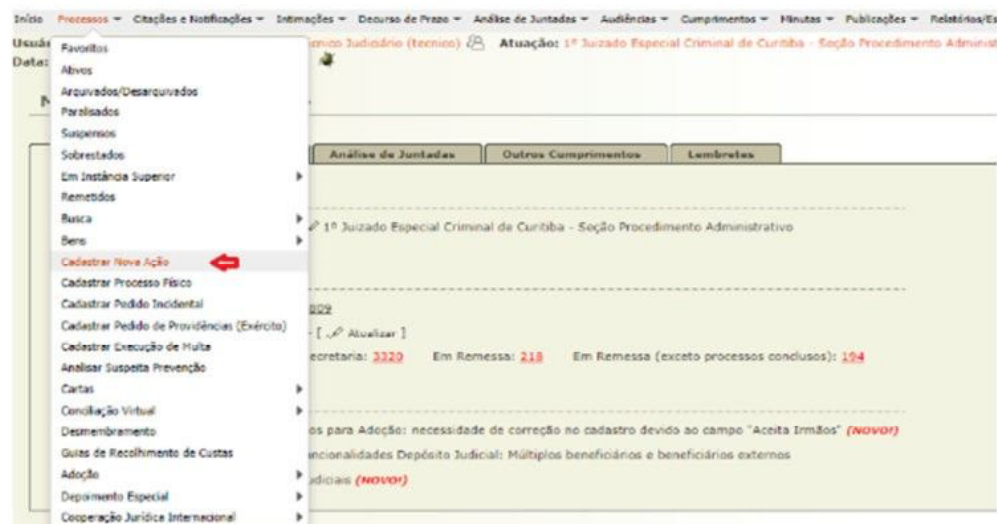 Início Processos Citações e Notificações Intimações Decurso de Prazo Análise de Juntadas Audiências Cumprimentos Minutas Publicações
Usuá Judiciário (tecnico) Atuação: 1º Juizado Especial Criminal de Curitiba - Seção Procedimento Administ
Data:
Favoritos
Ativos
Arquivados/Desarquivados
Paralisados
Suspensos
Sobrestados
Em Instância Superior
Remetidos
Busca
Bens
Cadastrar Nova Ação
Cadastrar Processo Físico
Cadastrar Pedido Incidental
Cadastrar Pedido de Providências (Exército)
Cadastrar Execução de Multa
Analisar Suspeita Prevenção
Cartas
Conciliação Virtual
Desmembramento
Guias de Recolhimento de Custas
Adoção
Depoimento Especial
Cooperação Jurídica Internacional
Análise de Juntadas Outros Cumprimentos Lembretes
1º Juizado Especial Criminal de Curitiba - Seção Procedimento Administrativo
809
- [ Atualizar ]
ecretaria: 3320 Em Remessa: 218 Em Remessa (exceto processos conclusos): 194
os para Adoção: necessidade de correção no cadastro devido ao campo "Aceita Irmãos" (NOVO!)
ncionalidades Depósito Judicial: Múltiplos beneficiários e beneficiários externos
udiciais (NOVO!)